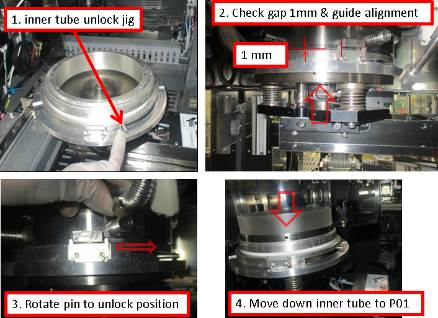 1. inner tube unlock jig
2. Check gap 1mm & guide alignment
1 mm
3. Rotate pin to unlock position
4. Move down inner tube to P01